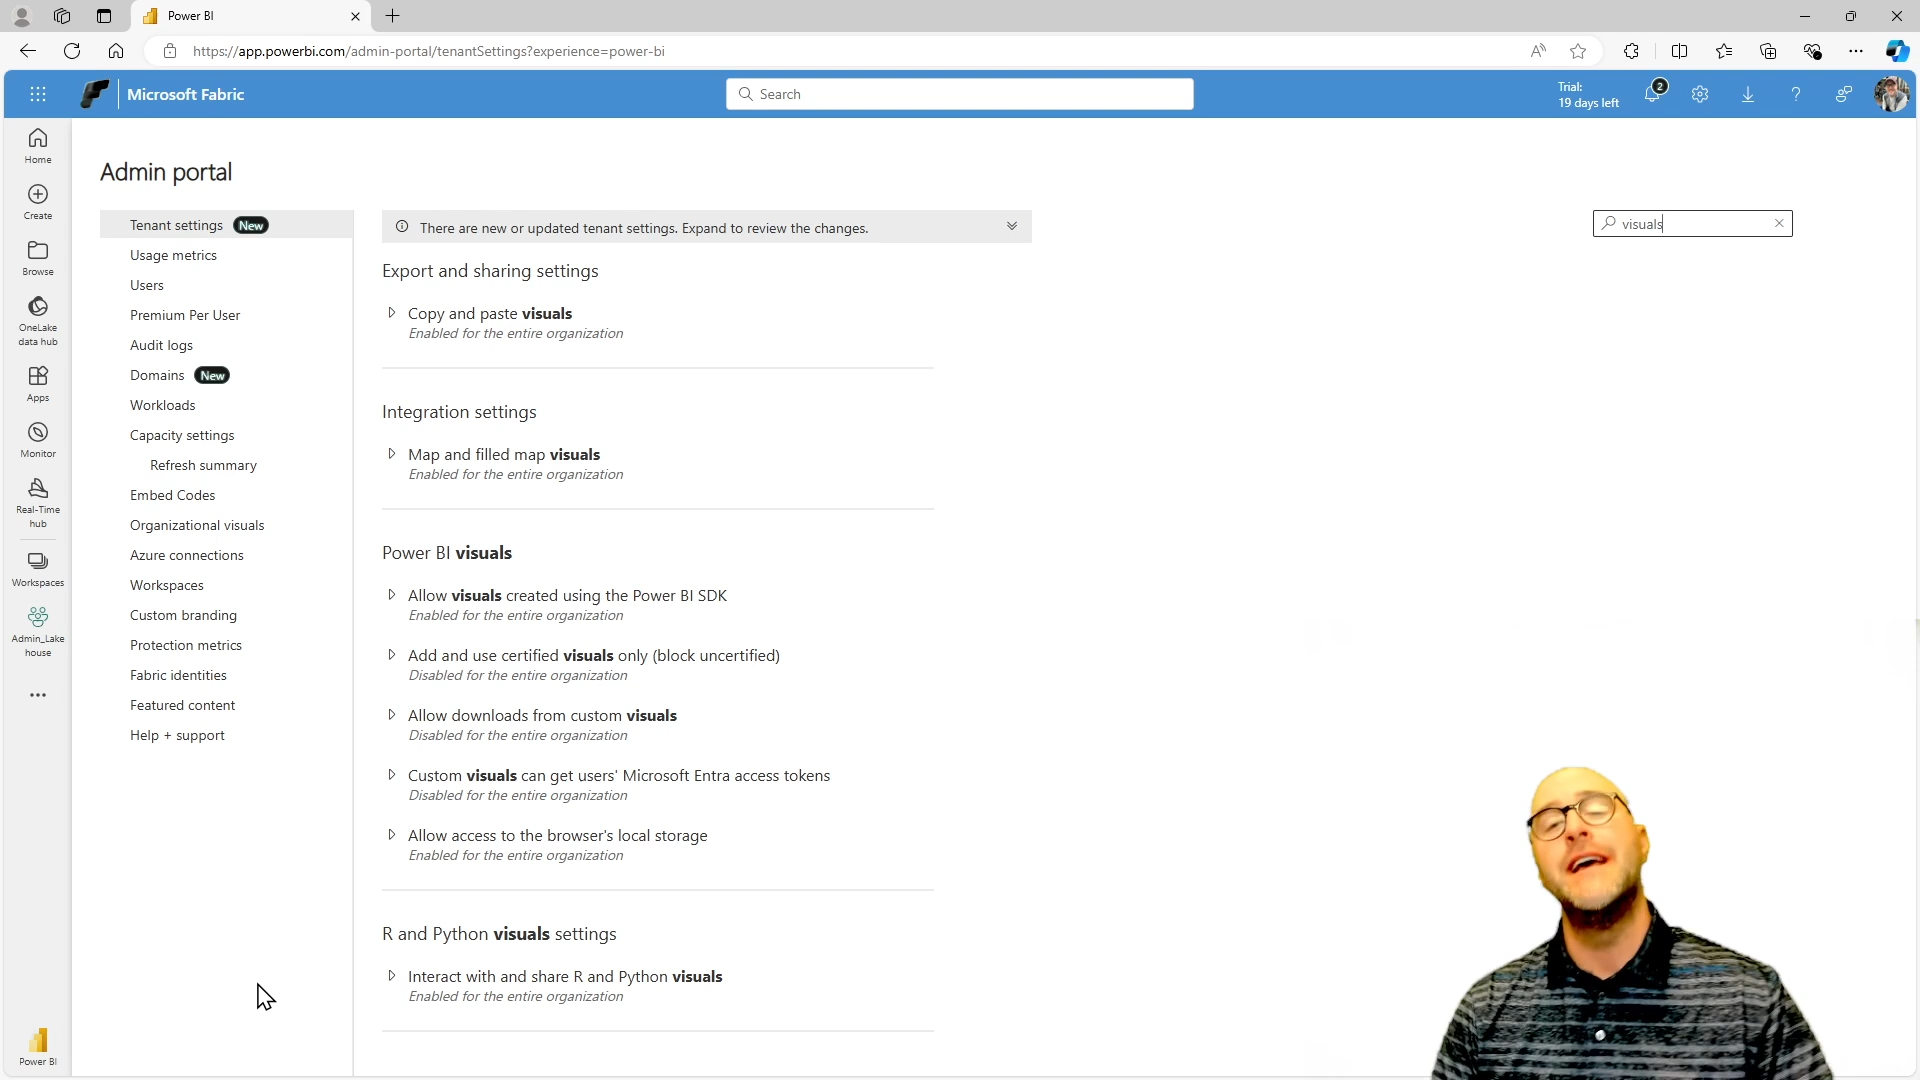 Power BI
https://app.powerbi.com/admin-portal/tenantSettings?experience=power-bi
Microsoft Fabric
Search
Trial:
19 days left
2
Home
Create
Browse
OneLake
data hub
Apps
Monitor
Real-Time
hub
Workspaces
Admin_Lake
house
Power BI
Admin portal
Tenant settings New
Usage metrics
Users
Premium Per User
Audit logs
Domains New
Workloads
Capacity settings
Refresh summary
Embed Codes
Organizational visuals
Azure connections
Workspaces
Custom branding
Protection metrics
Fabric identities
Featured content
Help + support
There are new or updated tenant settings. Expand to review the changes.
visuals
Export and sharing settings
Copy and paste visuals
Enabled for the entire organization
Integration settings
Map and filled map visuals
Enabled for the entire organization
Power BI visuals
Allow visuals created using the Power BI SDK
Enabled for the entire organization
Add and use certified visuals only (block uncertified)
Disabled for the entire organization
Allow downloads from custom visuals
Disabled for the entire organization
Custom visuals can get users' Microsoft Entra access tokens
Disabled for the entire organization
Allow access to the browser's local storage
Enabled for the entire organization
R and Python visuals settings
Interact with and share R and Python visuals
Enabled for the entire organization